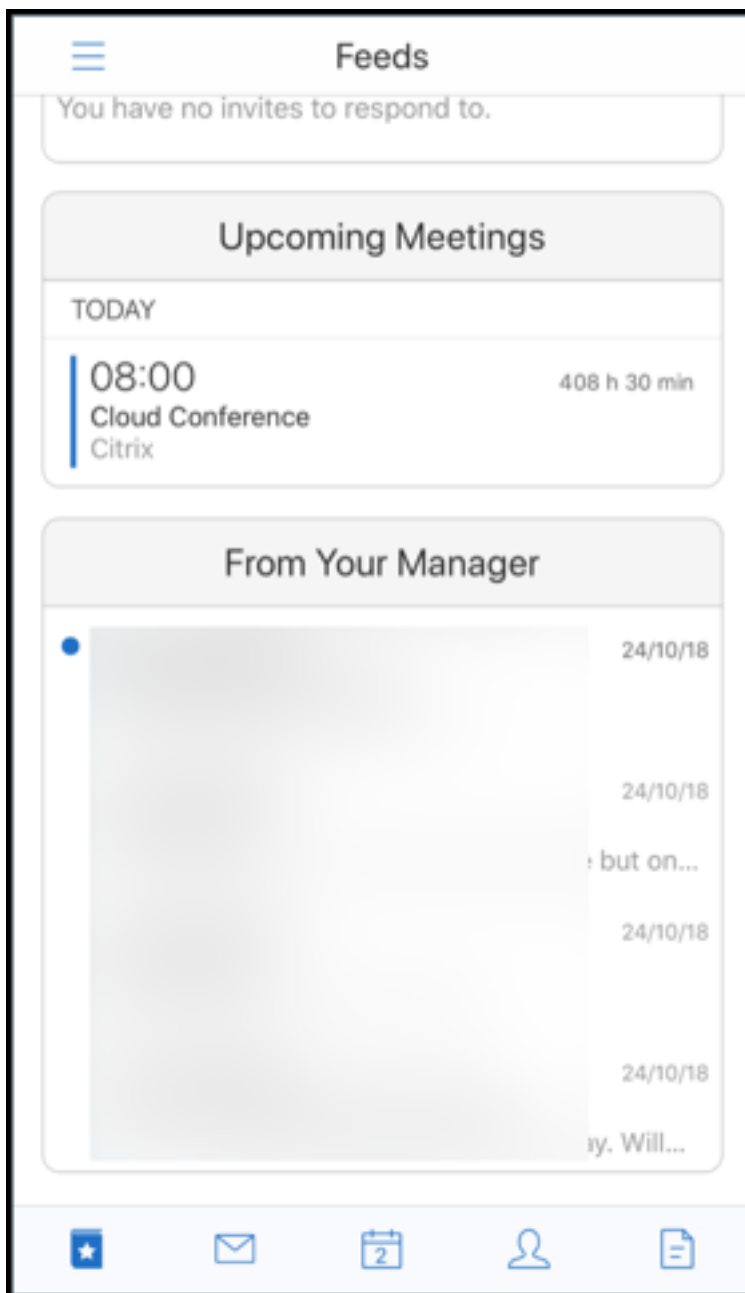 Feeds
You have no invites to respond to.
Upcoming Meetings
TODAY
08:00
408 h 30 min
Cloud Conference
Citrix
From Your Manager
24/10/18
24/10/18
but on...
24/10/18
24/10/18
Will...
2